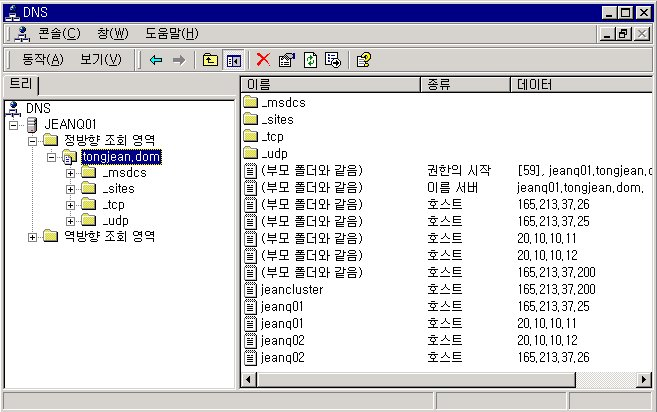 DNS
콘솔(C) 창(W) 도움말(H)
동작(A) 보기(V)
트리
DNS
JEANQ01
정방향 조회 영역
tongjean.dom
_msdcs
_sites
_tcp
_udp
역방향 조회 영역
이름 종류 데이터
_msdcs
_sites
_tcp
_udp
(부모 폴더와 같음) 권한의 시작 [59], jeanq01.tongjean.d
(부모 폴더와 같음) 이름 서버 jeanq01.tongjean.dom.
(부모 폴더와 같음) 호스트 165.213.37.26
(부모 폴더와 같음) 호스트 165.213.37.25
(부모 폴더와 같음) 호스트 20.10.10.11
(부모 폴더와 같음) 호스트 20.10.10.12
(부모 폴더와 같음) 호스트 165.213.37.200
jeancluster 호스트 165.213.37.200
jeanq01 호스트 165.213.37.25
jeanq01 호스트 20.10.10.11
jeanq02 호스트 20.10.10.12
jeanq02 호스트 165.213.37.26